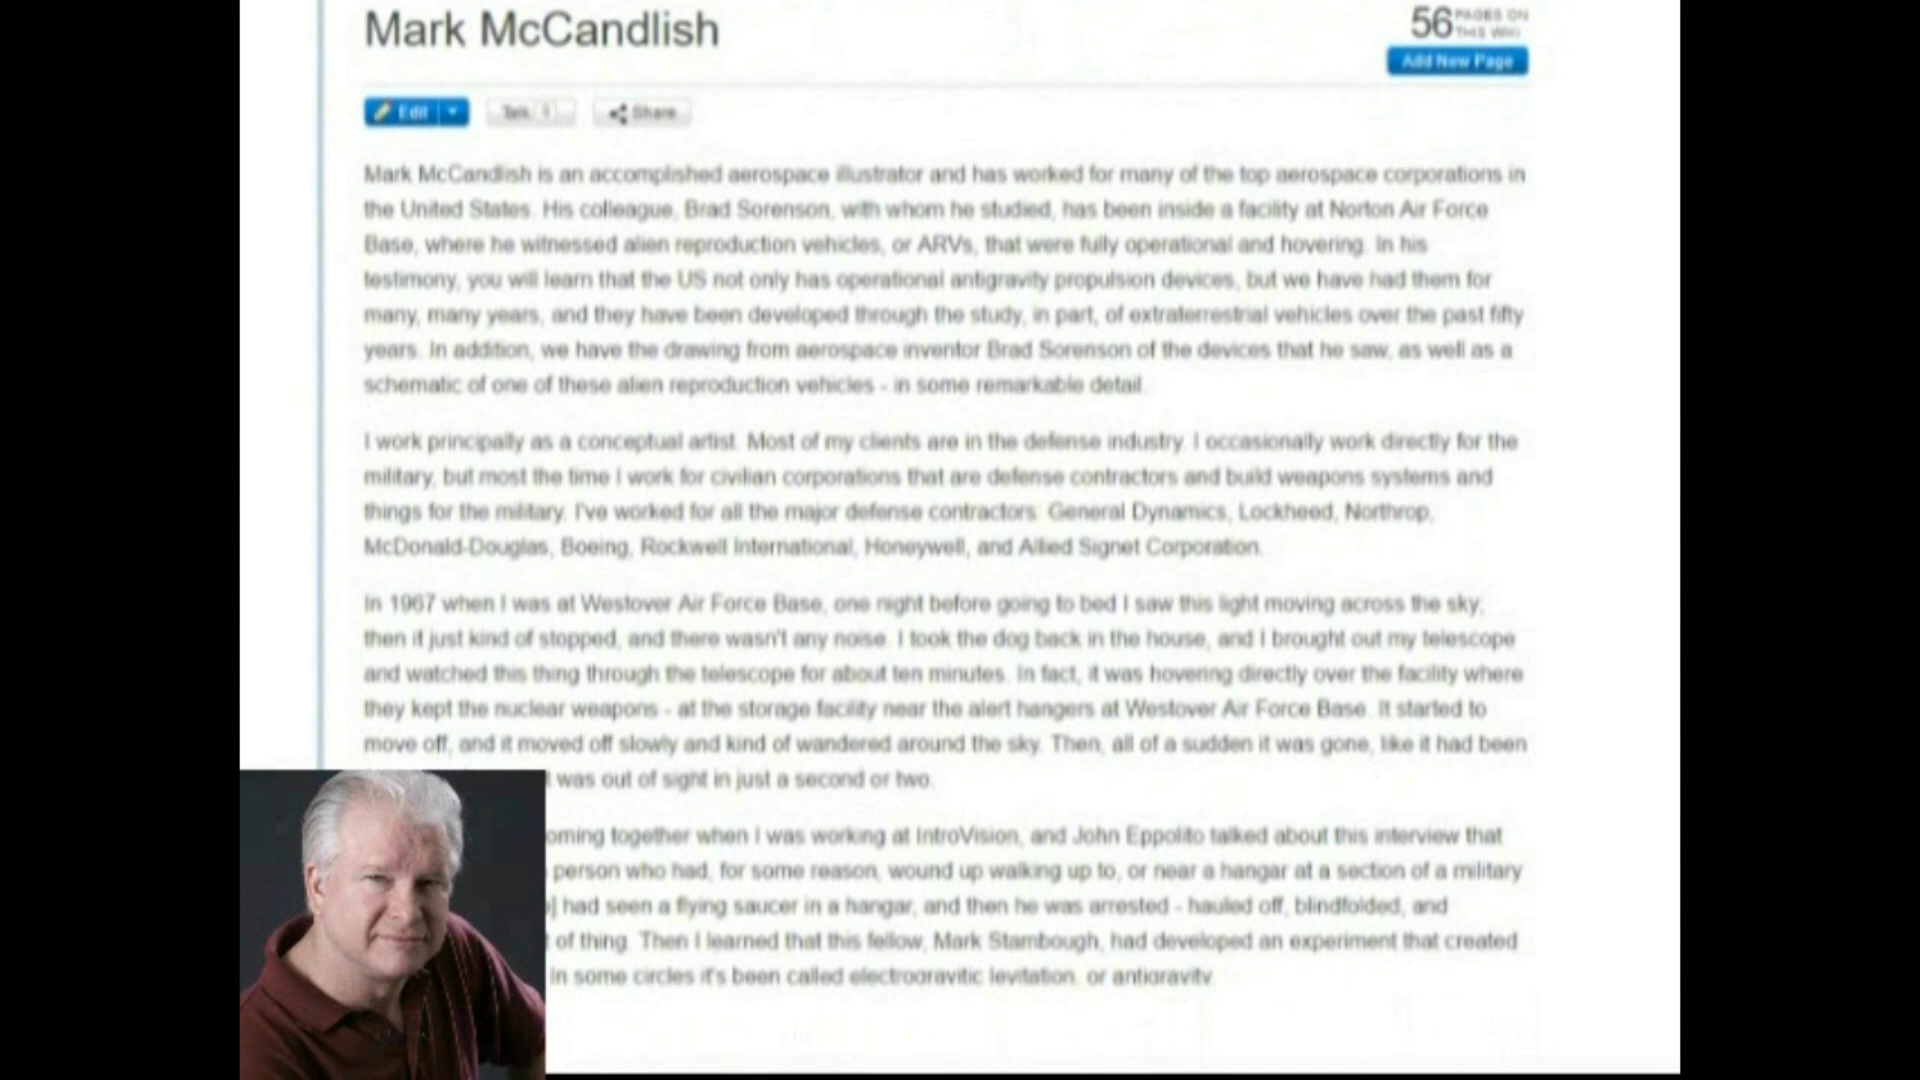 Mark McCandlish
56 PAGES ON THIS WIKI
Add New Page
Edit
Talk
Share
Mark McCandlish is an accomplished aerospace illustrator and has worked for many of the top aerospace corporations in
the United States. His colleague, Brad Sorenson, with whom he studied, has been inside a facility at Norton Air Force
Base, where he witnessed alien reproduction vehicles, or ARVs, that were fully operational and hovering. In his
testimony, you will learn that the US not only has operational antigravity propulsion devices, but we have had them for
many, many years, and they have been developed through the study, in part, of extraterrestrial vehicles over the past fifty
years. In addition, we have the drawing from aerospace inventor Brad Sorenson of the devices that he saw, as well as a
schematic of one of these alien reproduction vehicles - in some remarkable detail.
I work principally as a conceptual artist. Most of my clients are in the defense industry. I occasionally work directly for the
military, but most the time I work for civilian corporations that are defense contractors and build weapons systems and
things for the military. I've worked for all the major defense contractors: General Dynamics, Lockheed, Northrop,
McDonald-Douglas, Boeing, Rockwell International, Honeywell, and Allied Signet Corporation.
In 1967 when I was at Westover Air Force Base, one night before going to bed I saw this light moving across the sky;
then it just kind of stopped, and there wasn't any noise. I took the dog back in the house, and I brought out my telescope
and watched this thing through the telescope for about ten minutes. In fact, it was hovering directly over the facility where
they kept the nuclear weapons - at the storage facility near the alert hangers at Westover Air Force Base. It started to
move off, and it moved off slowly and kind of wandered around the sky. Then, all of a sudden it was gone, like it had been
was out of sight in just a second or two.
oming together when I was working at IntroVision, and John Eppolito talked about this interview that
person who had, for some reason, wound up walking up to, or near a hangar at a section of a military
] had seen a flying saucer in a hangar, and then he was arrested - hauled off, blindfolded, and
of thing. Then I learned that this fellow, Mark Stambough, had developed an experiment that created
In some circles it's been called electrogravitic levitation, or antigravity